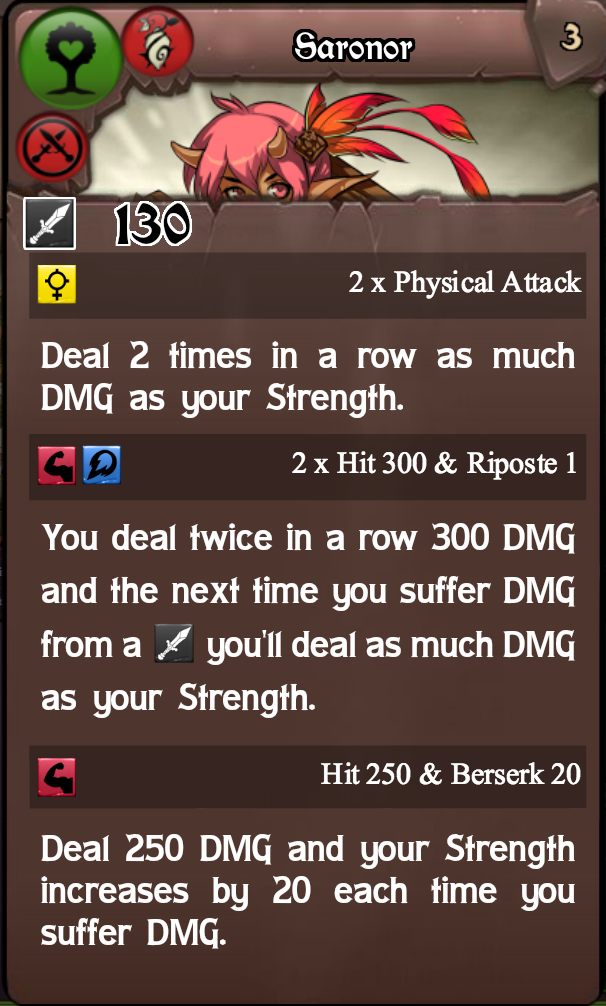 Saronor
3
130
2 x Physical Attack
Deal 2 times in a row as much
DMG as your Strength.
2 x Hit 300 & Riposte 1
You deal twice in a row 300 DMG
and the next time you suffer DMG
from a you'll deal as much DMG
as your Strength.
Hit 250 & Berserk 20
Deal 250 DMG and your Strength
increases by 20 each time you
suffer DMG.